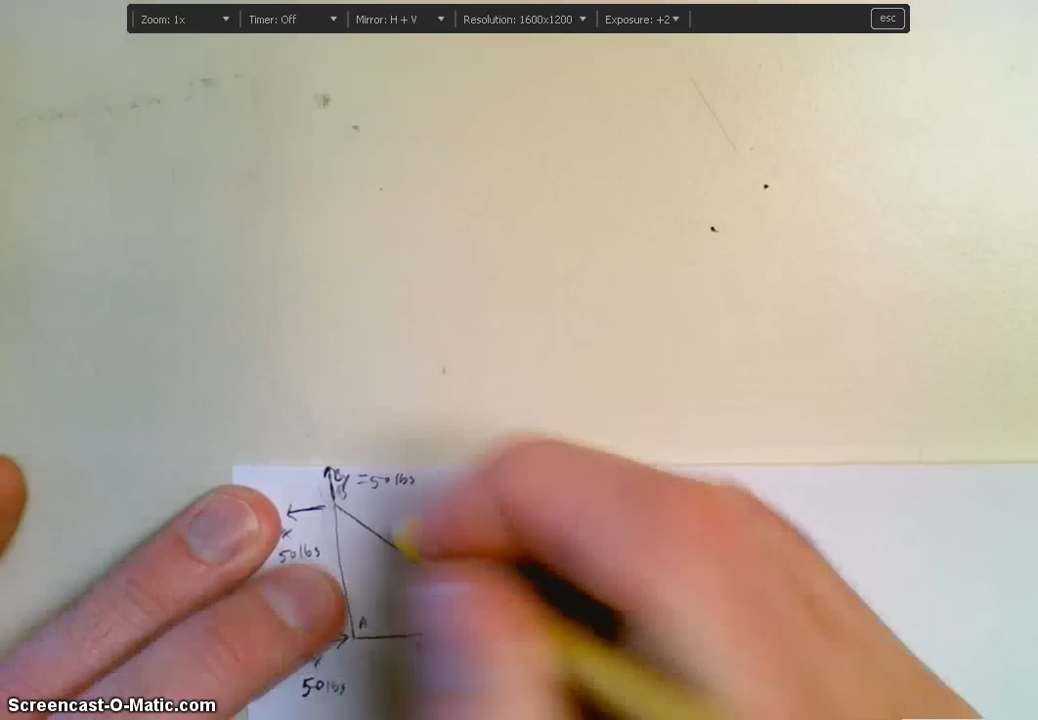 Zoom: 1x Timer: Off Mirror: H + V Resolution: 1600x1200 Exposure: +2 esc
By = 50 lbs
B
x
50 lbs
A
50 lbs
Screencast-O-Matic.com